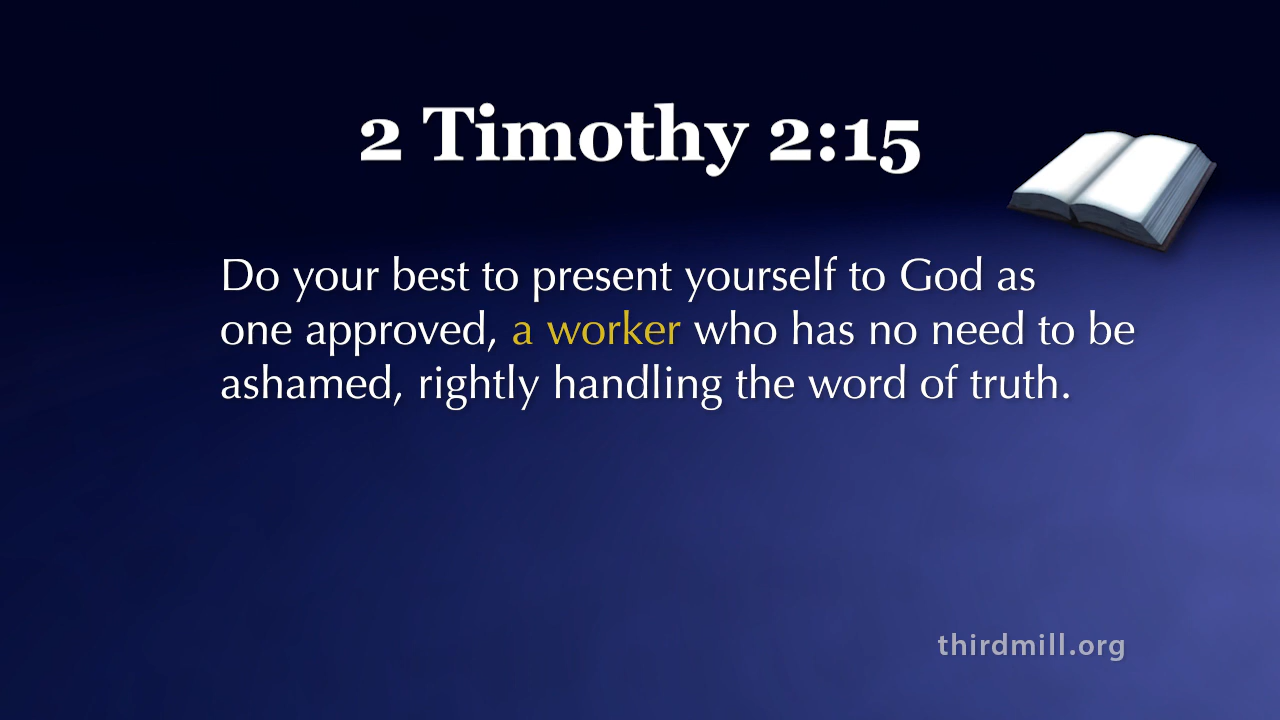 2 Timothy 2:15
Do your best to present yourself to God as
one approved, a worker who has no need to be
ashamed, rightly handling the word of truth.
thirdmill.org